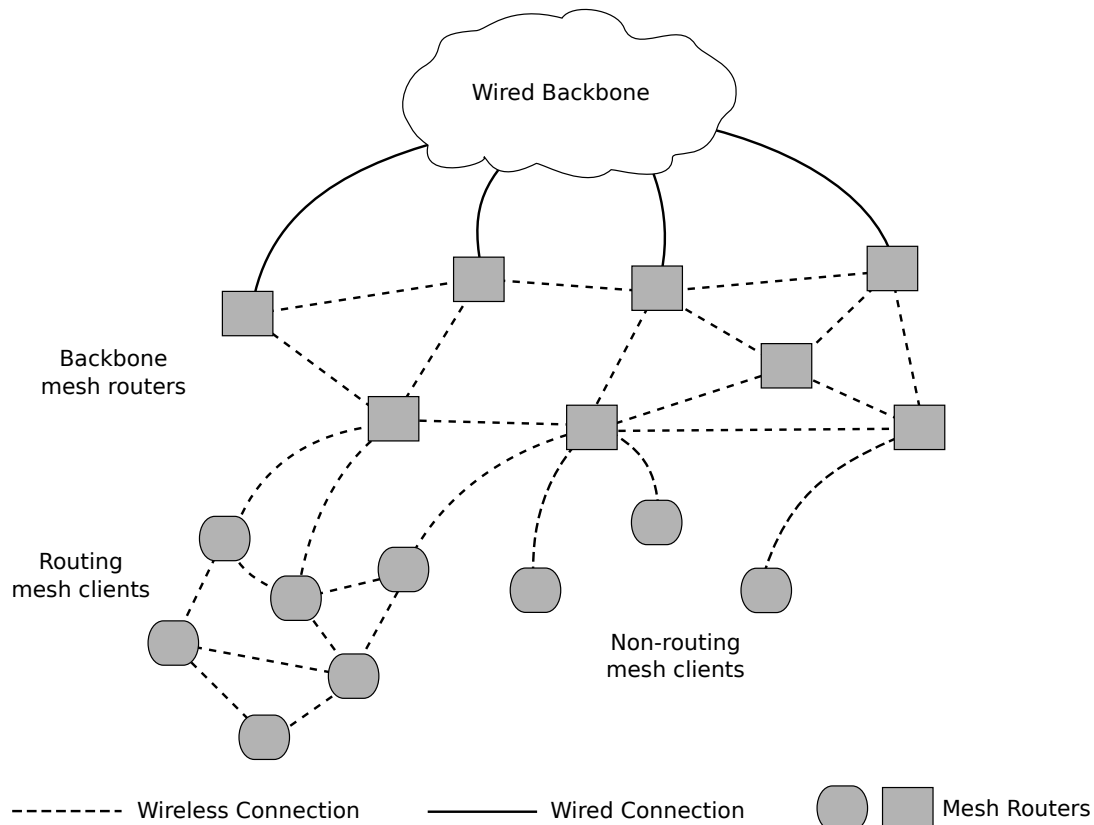 Wired Backbone
Backbone
mesh routers
Routing
mesh clients
Non-routing
mesh clients
Wireless Connection
Wired Connection
Mesh Routers